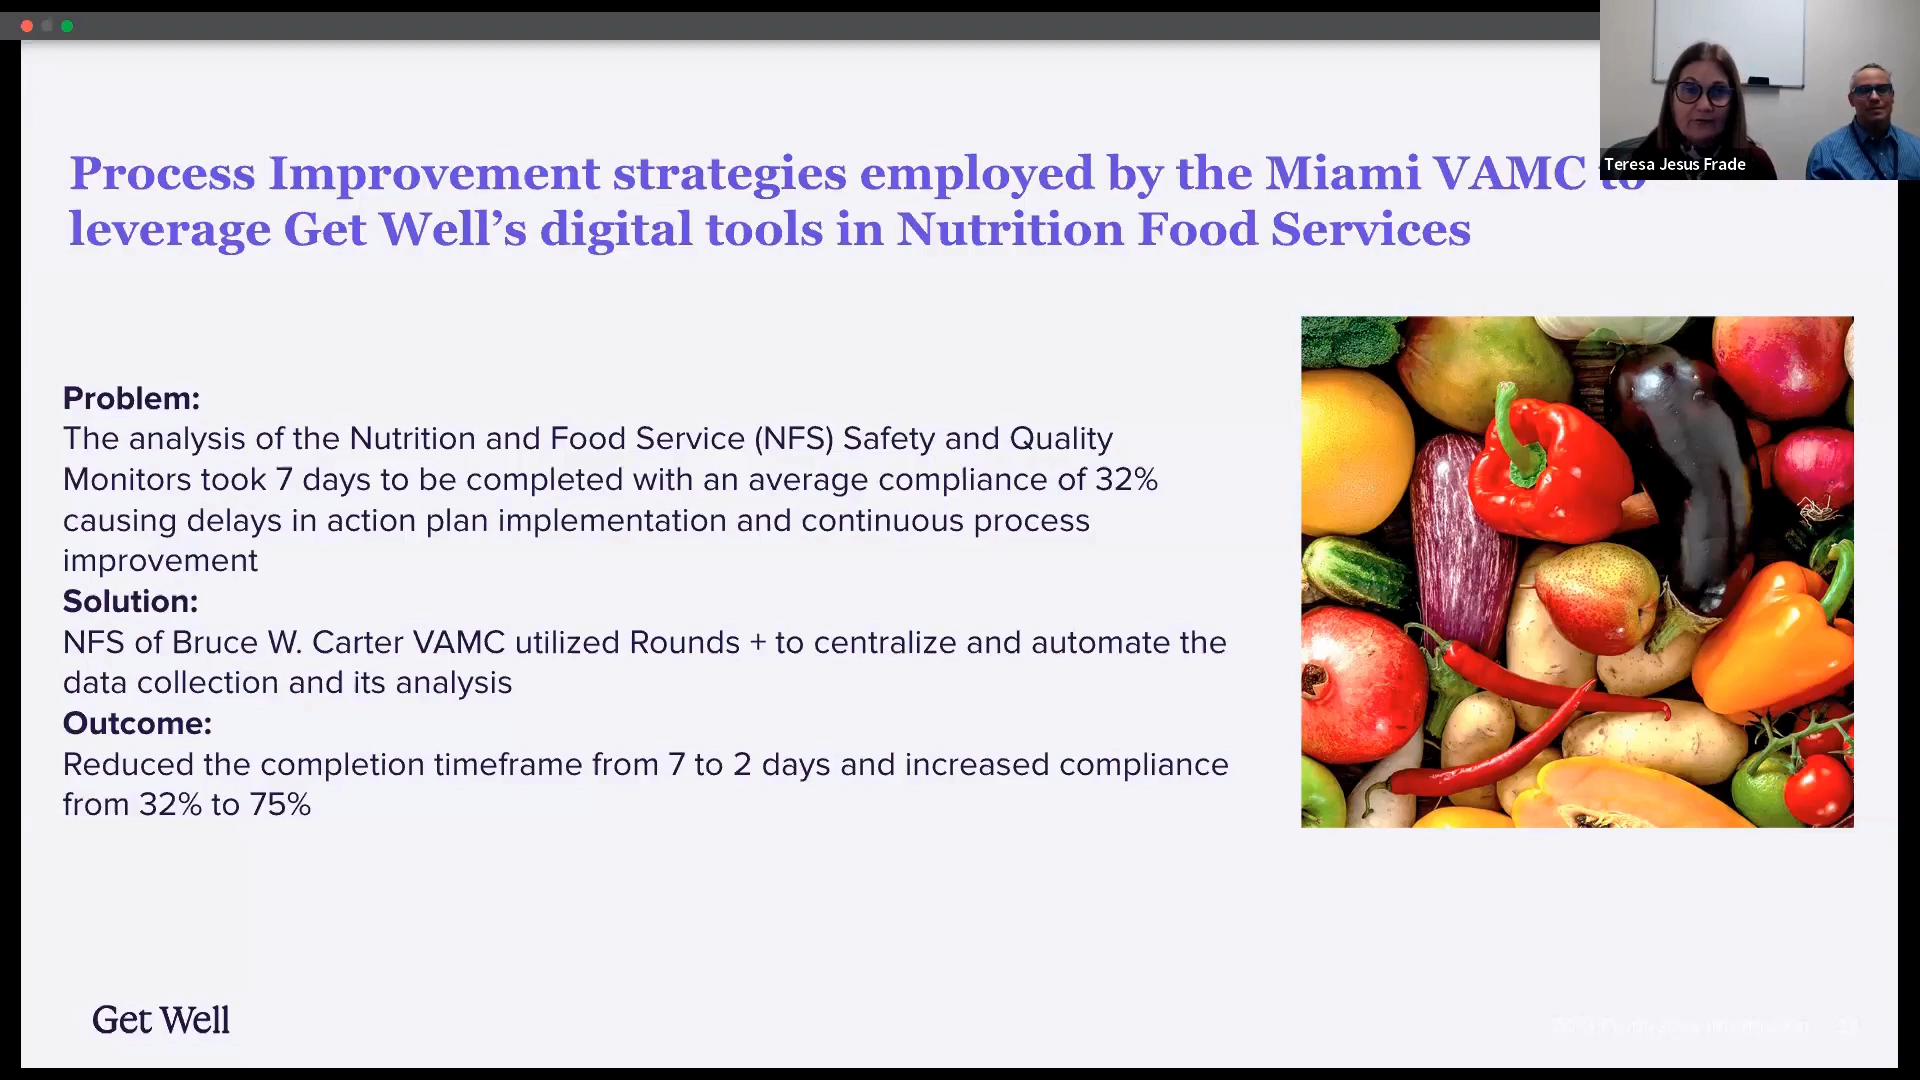 Teresa Jesus Frade
Process Improvement strategies employed by the Miami VAMC to
leverage Get Well’s digital tools in Nutrition Food Services
Problem:
The analysis of the Nutrition and Food Service (NFS) Safety and Quality
Monitors took 7 days to be completed with an average compliance of 32%
causing delays in action plan implementation and continuous process
improvement
Solution:
NFS of Bruce W. Carter VAMC utilized Rounds + to centralize and automate the
data collection and its analysis
Outcome:
Reduced the completion timeframe from 7 to 2 days and increased compliance
from 32% to 75%
Get Well